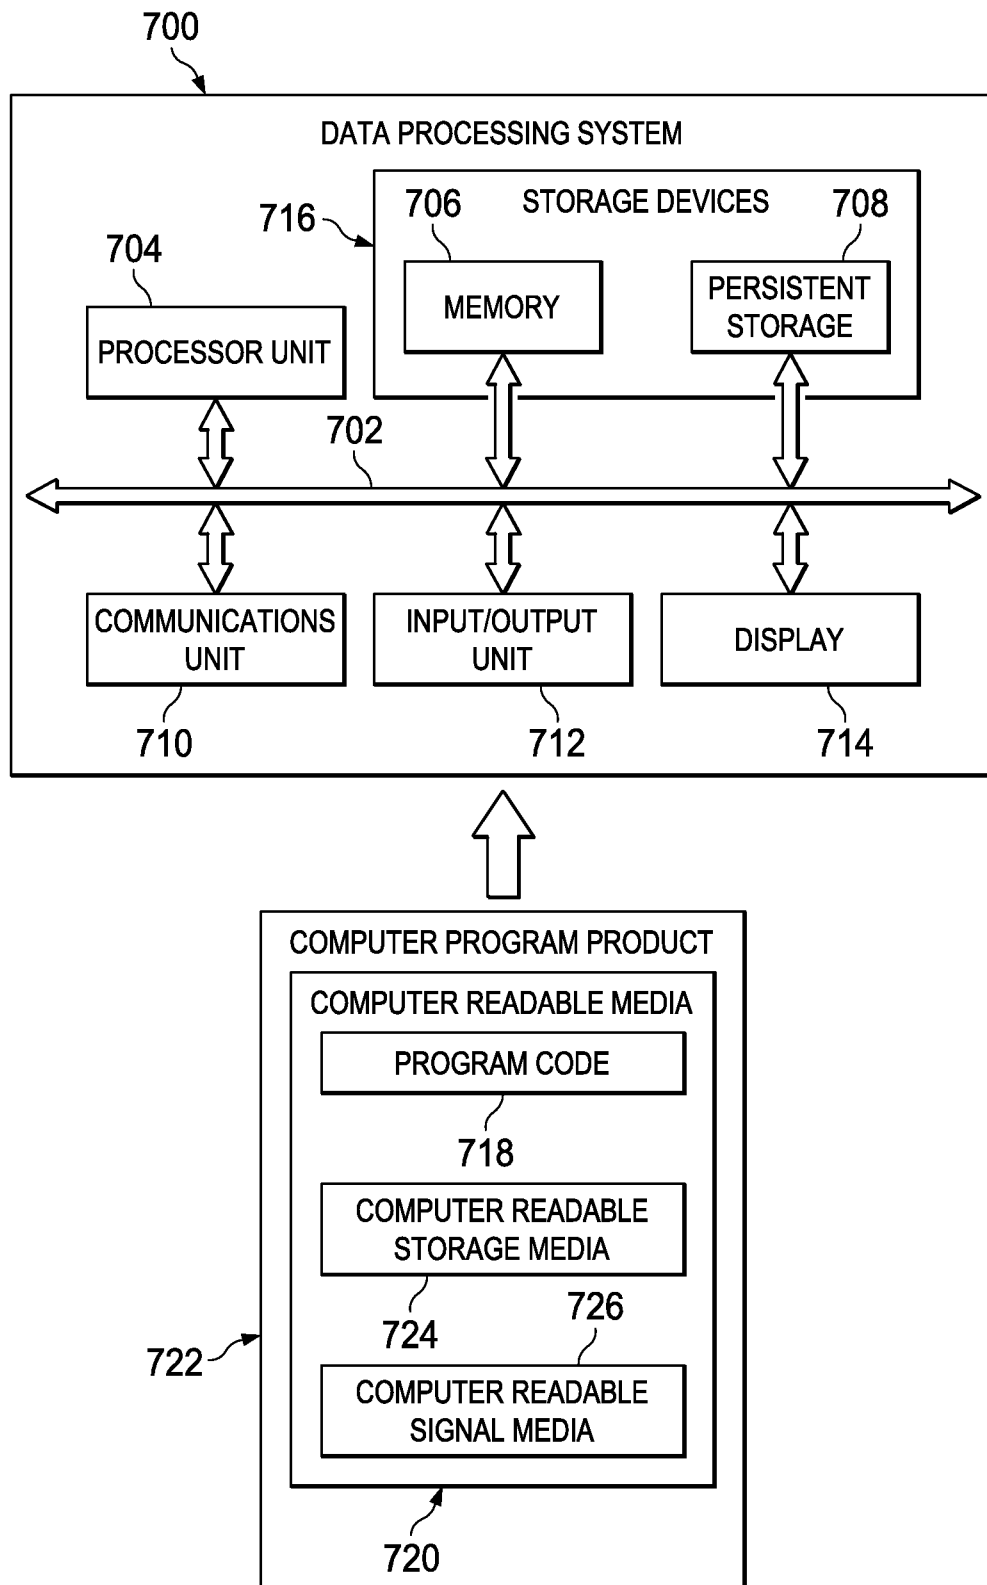 700
DATA PROCESSING SYSTEM
716
706
STORAGE DEVICES
708
704
MEMORY
PERSISTENT
STORAGE
PROCESSOR UNIT
702
COMMUNICATIONS
UNIT
INPUT/OUTPUT
UNIT
DISPLAY
710
712
714
COMPUTER PROGRAM PRODUCT
COMPUTER READABLE MEDIA
PROGRAM CODE
718
COMPUTER READABLE
STORAGE MEDIA
724
726
722
COMPUTER READABLE
SIGNAL MEDIA
720